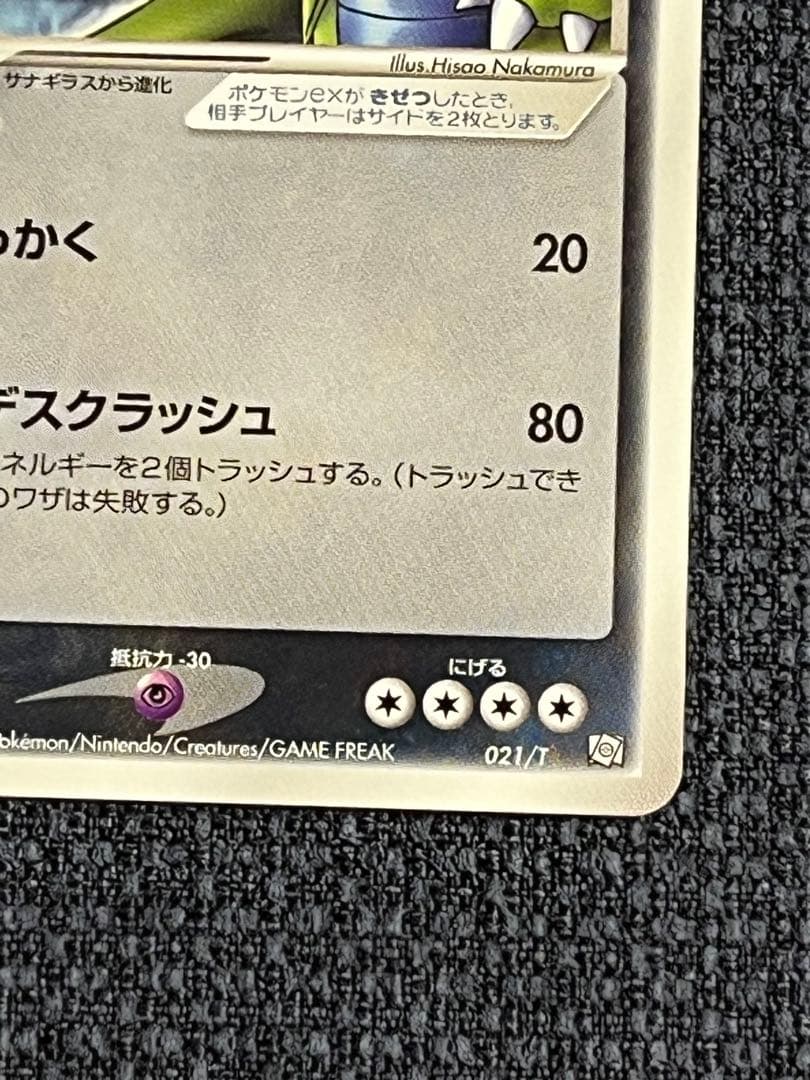 Illus. Hisao Nakamura
サナギラスから進化
ポケモンexが きぜつしたとき、
相手プレイヤーはサイドを2枚とります。
かく 20
デスクラッシュ 80
ネルギーを2個トラッシュする。(トラッシュでき
のワザは失敗する。)
抵抗力 -30
にげる
okémon/Nintendo/Creatures/GAME FREAK
021/T